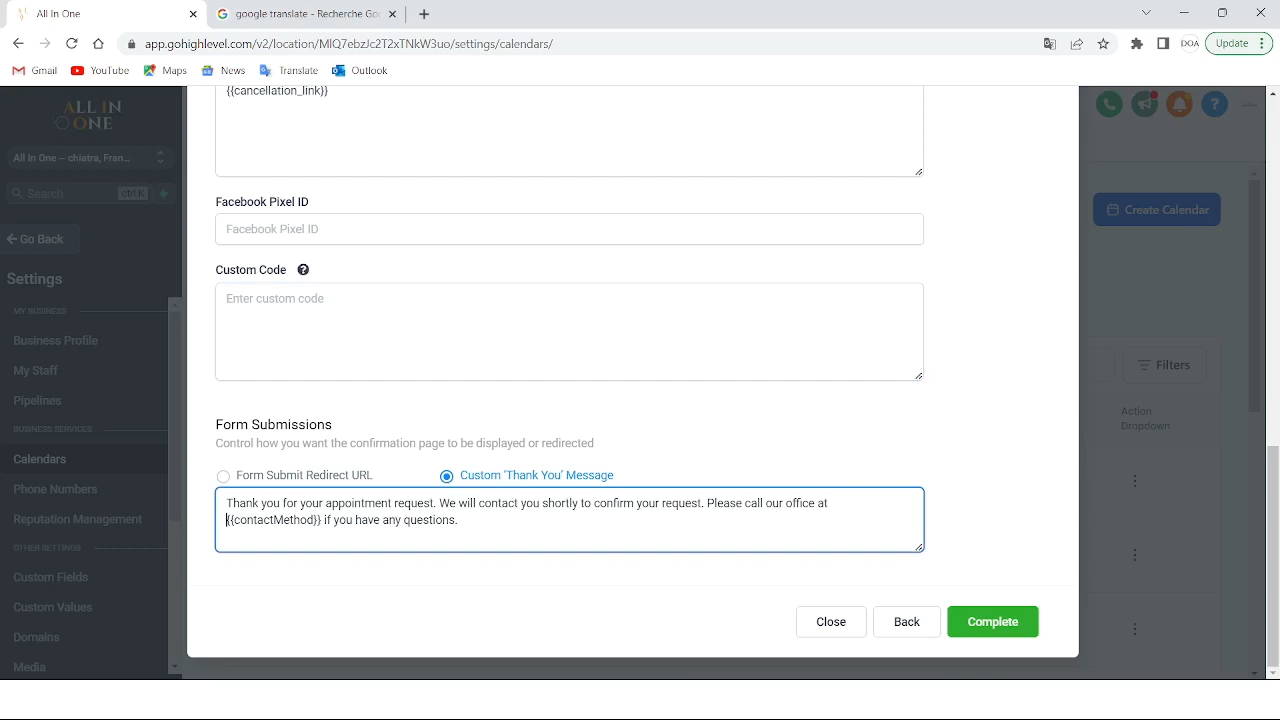 All In One
google translate - Recherche Go
app.gohighlevel.com/v2/location/MlQ7ebzJc2T2xTNkW3ro/settings/calendars/
DOA
Update
Gmail
YouTube
Maps
News
Translate
Outlook
ALL IN
ONE
All In One – chiatra, Fran...
Search
ctrl K
Go Back
Settings
MY BUSINESS
Business Profile
My Staff
Pipelines
BUSINESS SERVICES
Calendars
Phone Numbers
Reputation Management
OTHER SETTINGS
Custom Fields
Custom Values
Domains
Media
{{cancellation_link}}
Facebook Pixel ID
Facebook Pixel ID
Custom Code
Enter custom code
Form Submissions
Control how you want the confirmation page to be displayed or redirected
Form Submit Redirect URL
Custom 'Thank You' Message
Thank you for your appointment request. We will contact you shortly to confirm your request. Please call our office at
{{contactMethod}} if you have any questions.
Close
Back
Complete
Create Calendar
Filters
Action
Dropdown